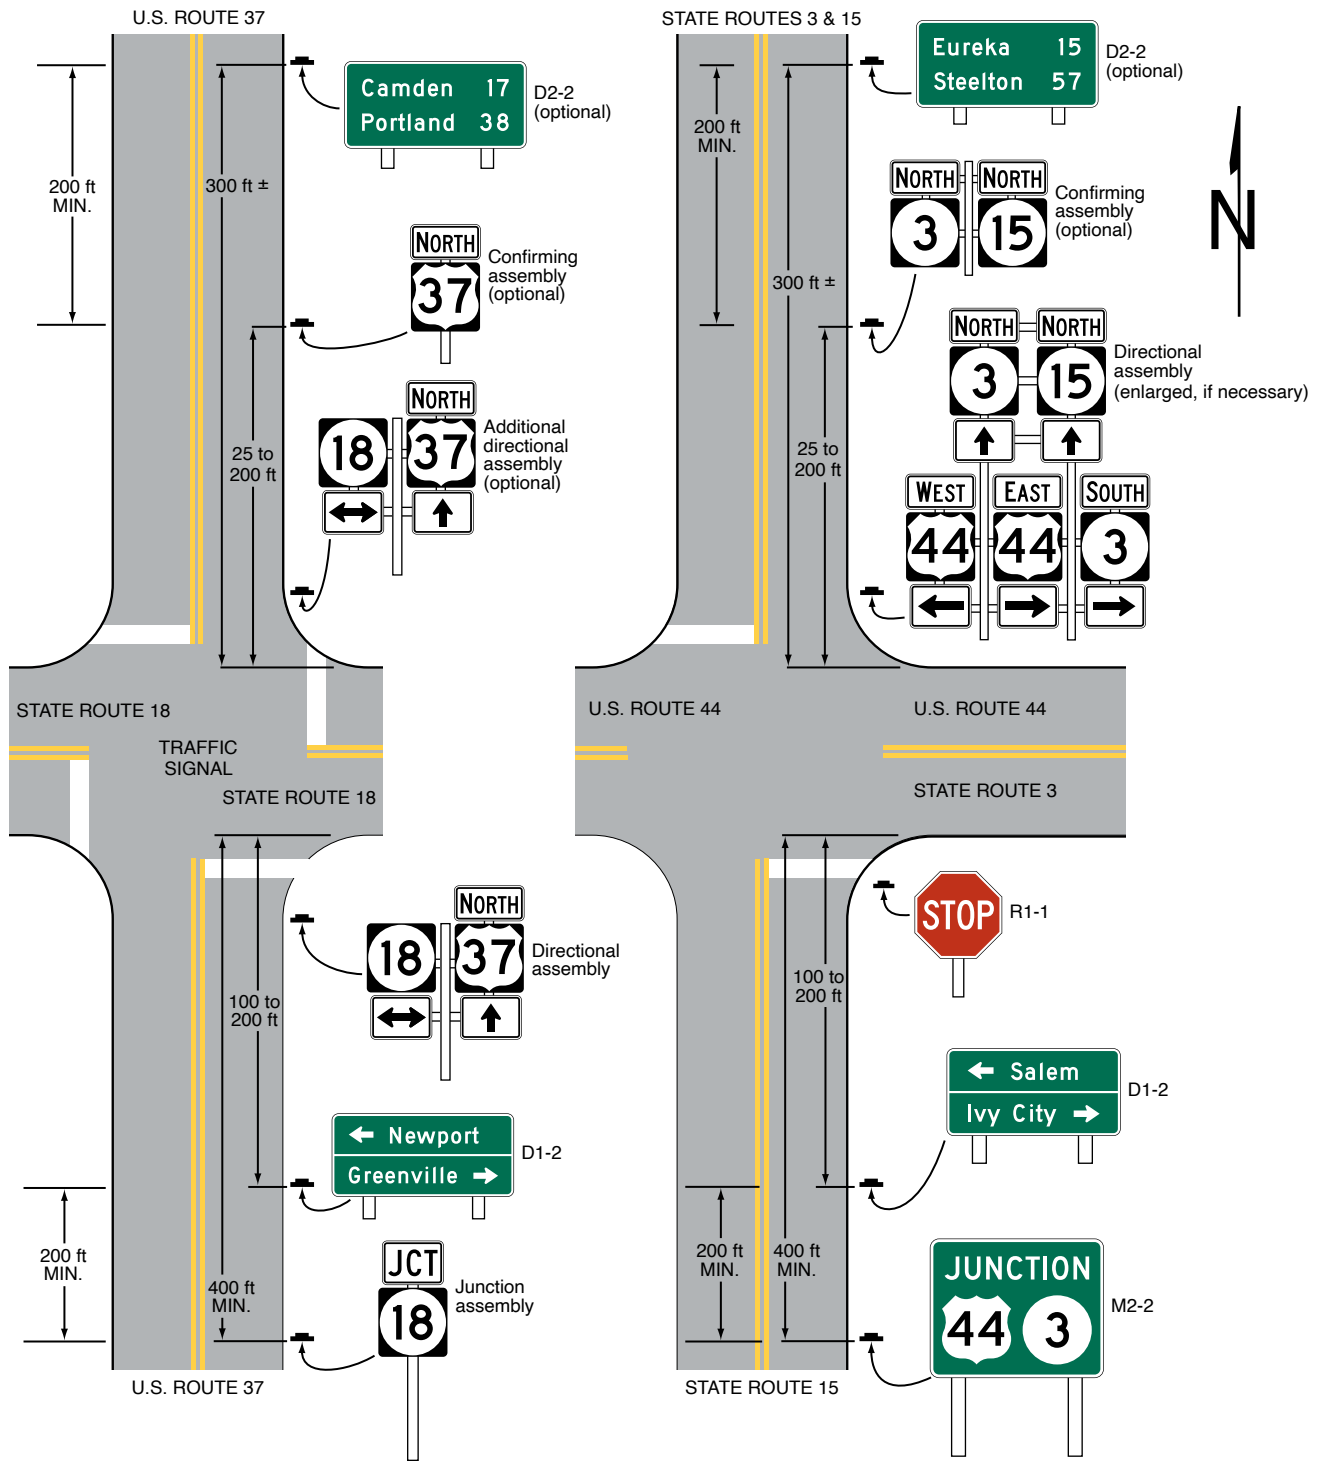 U.S. ROUTE 37
200 ft
MIN.
300 ft ±
Camden 17
Portland 38
D2-2
(optional)
NORTH
37
Confirming
assembly
(optional)
25 to
200 ft
NORTH
18 37
Additional
directional
assembly
(optional)
STATE ROUTE 18
TRAFFIC
SIGNAL
STATE ROUTE 18
100 to
200 ft
NORTH
18 37
Directional
assembly
Newport
Greenville
D1-2
200 ft
MIN.
400 ft
MIN.
JCT
18
Junction
assembly
U.S. ROUTE 37
STATE ROUTES 3 & 15
200 ft
MIN.
300 ft ±
Eureka 15
Steelton 57
D2-2
(optional)
N
NORTH NORTH
3 15
Confirming
assembly
(optional)
25 to
200 ft
NORTH NORTH
3 15
Directional
assembly
(enlarged, if necessary)
WEST EAST SOUTH
44 44 3
U.S. ROUTE 44 U.S. ROUTE 44
STATE ROUTE 3
STOP
R1-1
100 to
200 ft
Salem
Ivy City
D1-2
200 ft
MIN.
400 ft
MIN.
JUNCTION
44 3
M2-2
STATE ROUTE 15